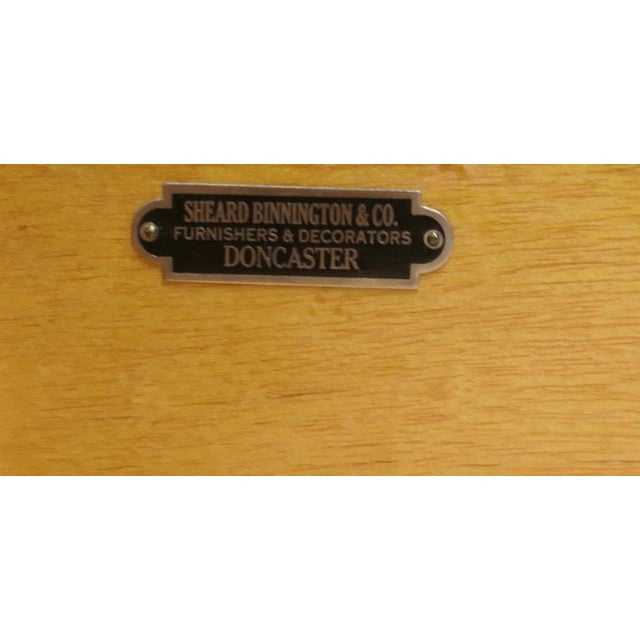 SHEARD BINNINGTON & CO.
FURNISHERS & DECORATORS
DONCASTER